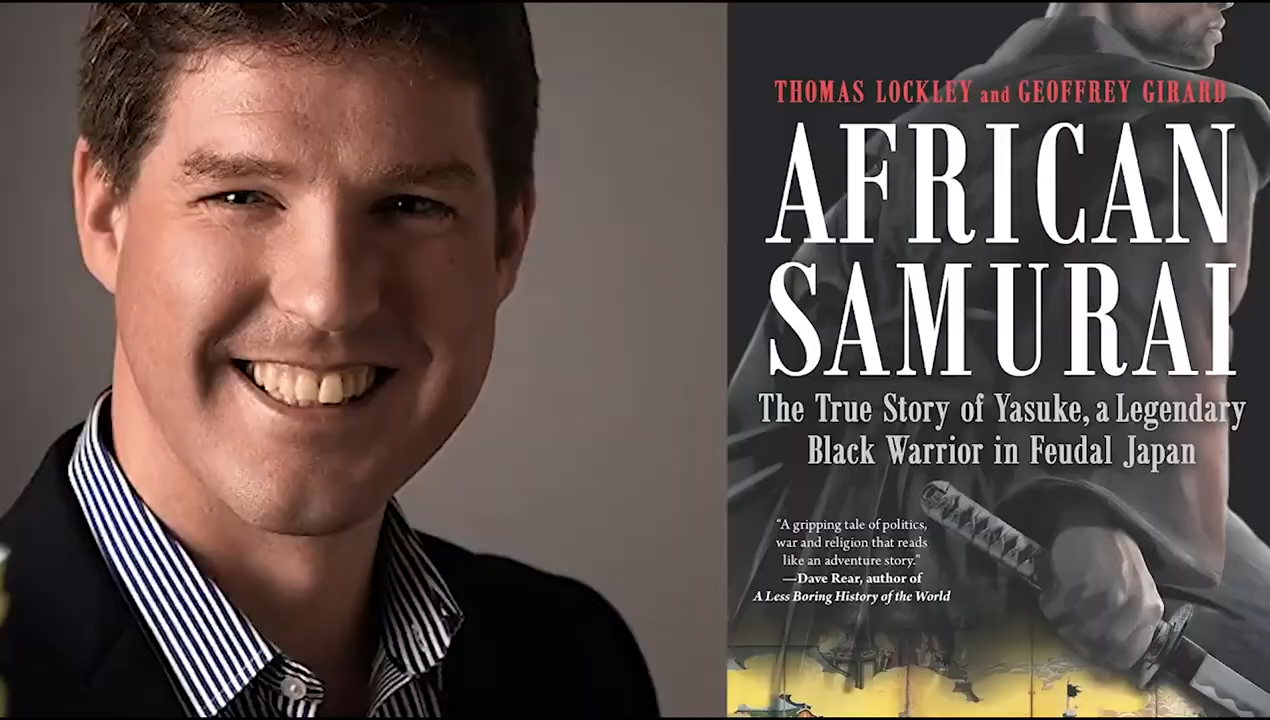 THOMAS LOCKLEY and GEOFFREY GIRARD
AFRICAN
SAMURAI
The True Story of Yasuke, a Legendary
Black Warrior in Feudal Japan
“A gripping tale of politics,
war and religion that reads
like an adventure story.”
—Dave Rear, author of
A Less Boring History of the World